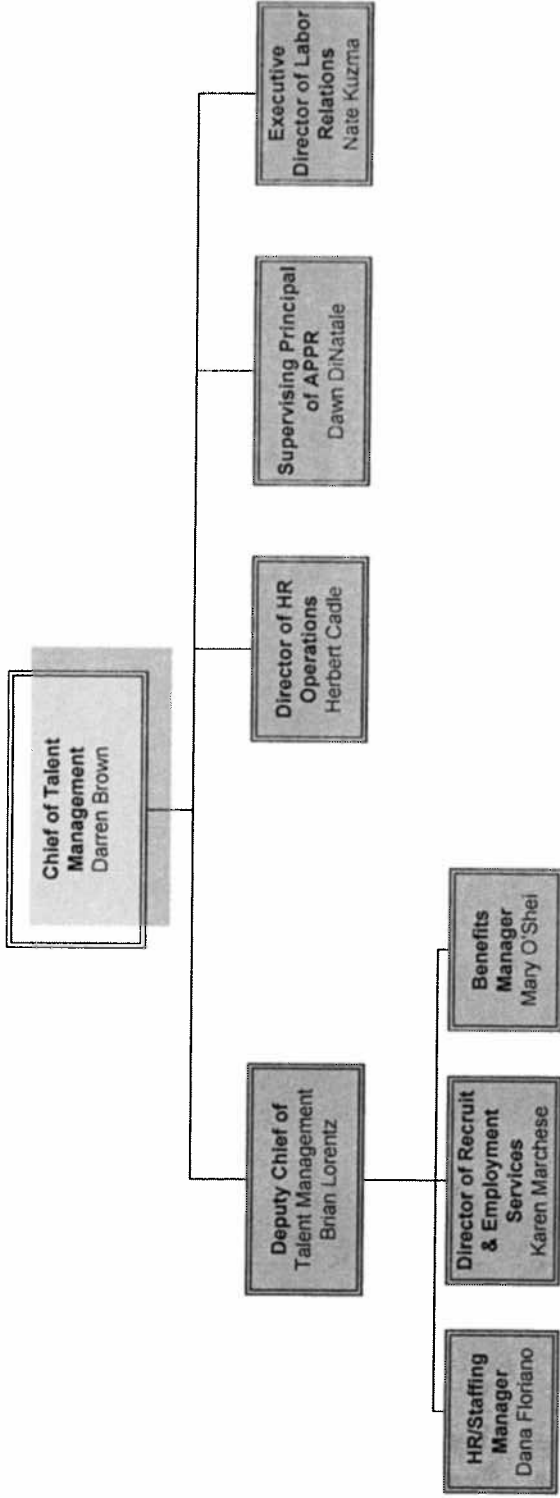 Chief of Talent
Management
Darren Brown
Deputy Chief of
Talent Management
Brian Lorentz
Director of HR
Operations
Herbert Cadle
Supervising Principal
of APPR
Dawn DiNatale
Executive
Director of Labor
Relations
Nate Kuzma
HR/Staffing
Manager
Dana Floriano
Director of Recruit
& Employment
Services
Karen Marchese
Benefits
Manager
Mary O'Shei